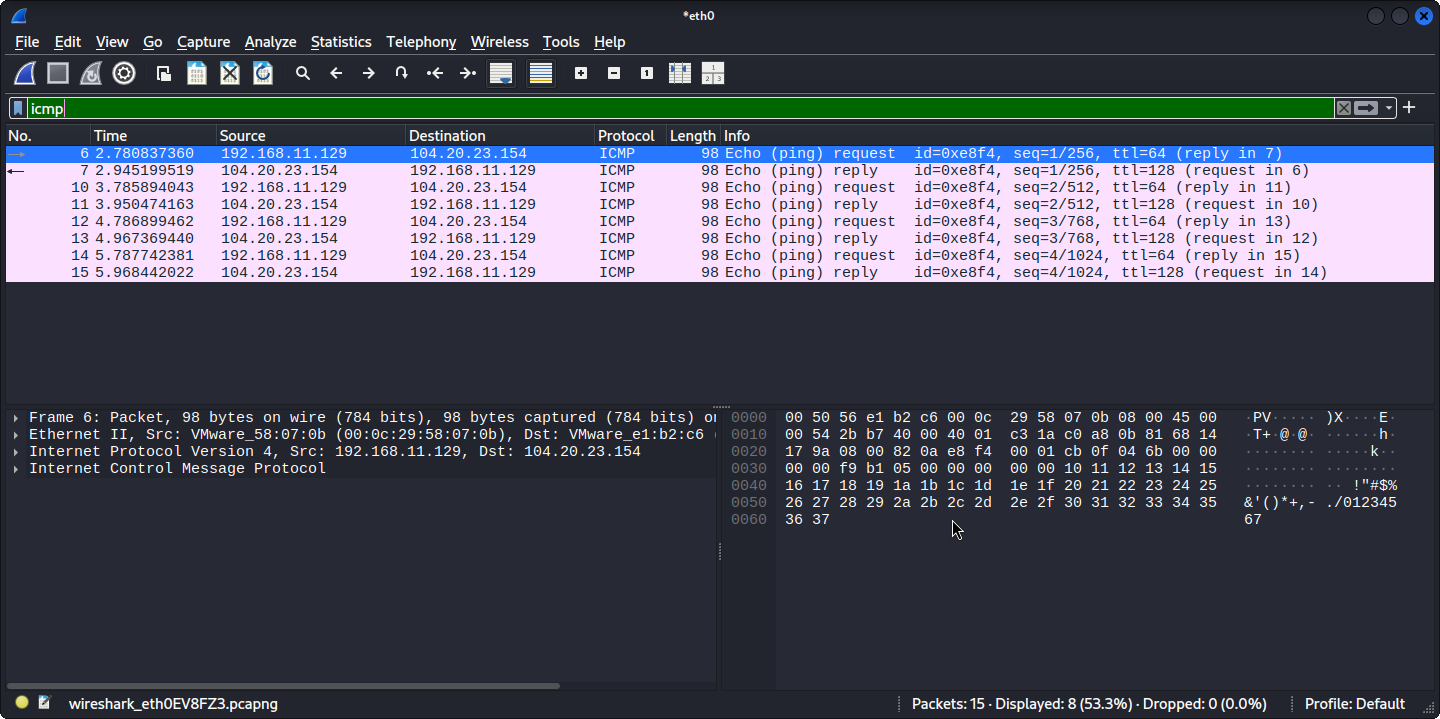 *eth0
File Edit View Go Capture Analyze Statistics Telephony Wireless Tools Help
icmp
No. Time Source Destination Protocol Length Info
6 2.780837360 192.168.11.129 104.20.23.154 ICMP 98 Echo (ping) request id=0xe8f4, seq=1/256, ttl=64 (reply in 7)
7 2.945199519 104.20.23.154 192.168.11.129 ICMP 98 Echo (ping) reply id=0xe8f4, seq=1/256, ttl=128 (request in 6)
10 3.785894043 192.168.11.129 104.20.23.154 ICMP 98 Echo (ping) request id=0xe8f4, seq=2/512, ttl=64 (reply in 11)
11 3.950474163 104.20.23.154 192.168.11.129 ICMP 98 Echo (ping) reply id=0xe8f4, seq=2/512, ttl=128 (request in 10)
12 4.786899462 192.168.11.129 104.20.23.154 ICMP 98 Echo (ping) request id=0xe8f4, seq=3/768, ttl=64 (reply in 13)
13 4.967369440 104.20.23.154 192.168.11.129 ICMP 98 Echo (ping) reply id=0xe8f4, seq=3/768, ttl=128 (request in 12)
14 5.787742381 192.168.11.129 104.20.23.154 ICMP 98 Echo (ping) request id=0xe8f4, seq=4/1024, ttl=64 (reply in 15)
15 5.968442022 104.20.23.154 192.168.11.129 ICMP 98 Echo (ping) reply id=0xe8f4, seq=4/1024, ttl=128 (request in 14)
Frame 6: Packet, 98 bytes on wire (784 bits), 98 bytes captured (784 bits) o
Ethernet II, Src: VMware_58:07:0b (00:0c:29:58:07:0b), Dst: VMware_e1:b2:c6 
Internet Protocol Version 4, Src: 192.168.11.129, Dst: 104.20.23.154
Internet Control Message Protocol
0000 00 50 56 e1 b2 c6 00 0c 29 58 07 0b 08 00 45 00 ·PV····· )X····E·
0010 00 54 2b b7 40 00 40 01 c3 1a c0 a8 0b 81 68 14 ·T+·@·@· ······h·
0020 17 9a 08 00 82 0a e8 f4 00 01 cb 0f 04 6b 00 00 ········ ·····k··
0030 00 00 f9 b1 05 00 00 00 00 00 10 11 12 13 14 15 ········ ········
0040 16 17 18 19 1a 1b 1c 1d 1e 1f 20 21 22 23 24 25 ········ ·· !"#$%
0050 26 27 28 29 2a 2b 2c 2d 2e 2f 30 31 32 33 34 35 &'()*+,- ./012345
0060 36 37 67
wireshark_eth0EV8FZ3.pcapng
Packets: 15 · Displayed: 8 (53.3%) · Dropped: 0 (0.0%)
Profile: Default